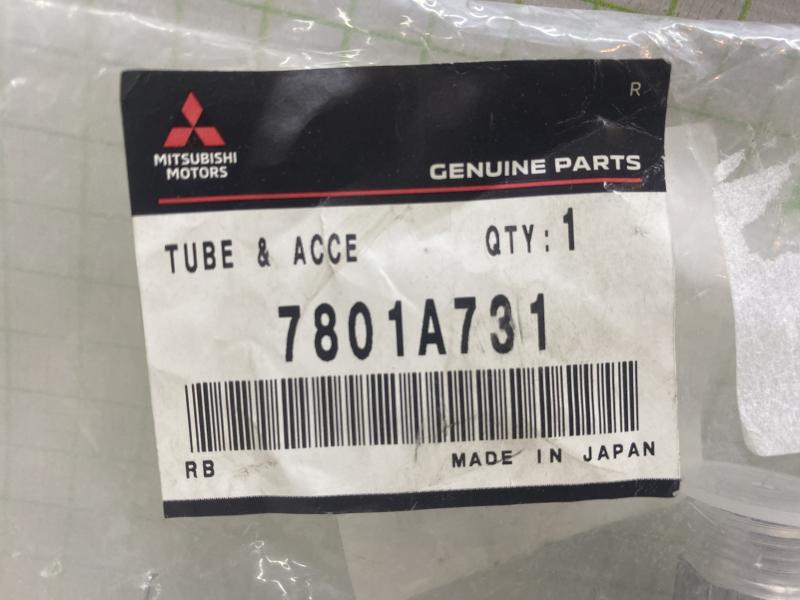 R
MITSUBISHI
MOTORS
GENUINE PARTS
TUBE & ACCE QTY: 1
7801A731
RB MADE IN JAPAN